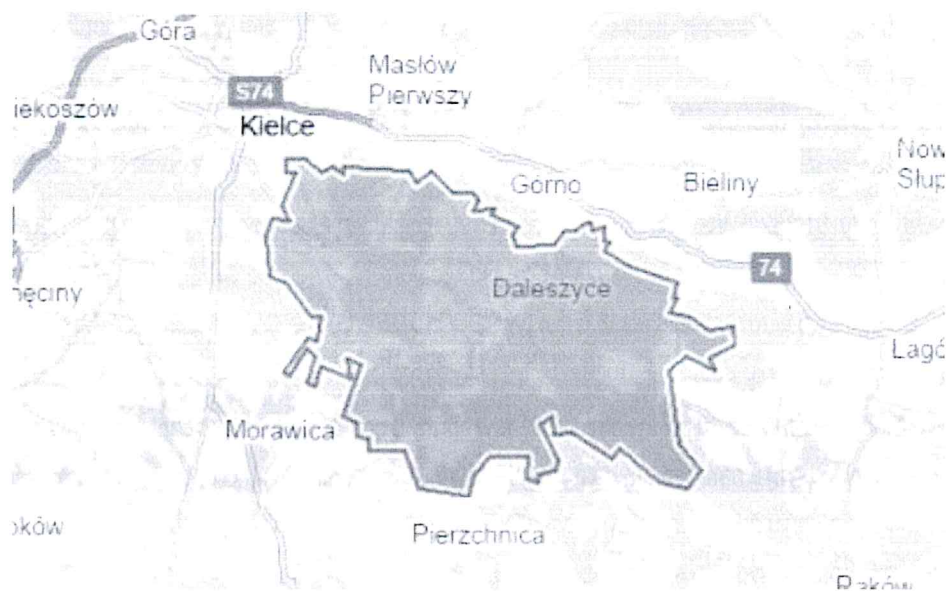 Góra
Masłów
Pierwszy
S74
iekoszów
Kielce
Now
Słup
Górno
Bieliny
74
ęciny
Daleszyce
Łagó
Morawica
ków
Pierzchnica
Raków